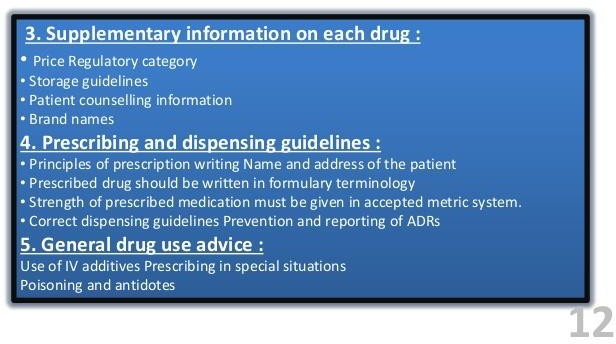 3. Supplementary information on each drug :
• Price Regulatory category
• Storage guidelines
• Patient counselling information
• Brand names
4. Prescribing and dispensing guidelines :
• Principles of prescription writing Name and address of the patient
• Prescribed drug should be written in formulary terminology
• Strength of prescribed medication must be given in accepted metric system.
• Correct dispensing guidelines Prevention and reporting of ADRs
5. General drug use advice :
Use of IV additives Prescribing in special situations
Poisoning and antidotes
12